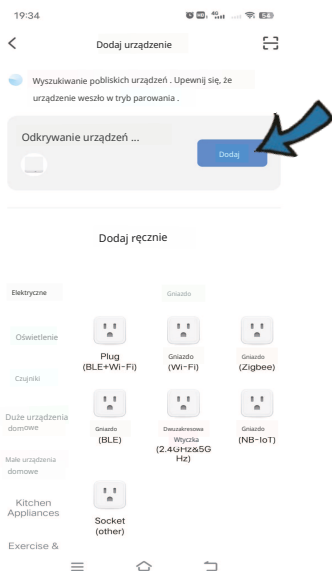 19:34
Dodaj urządzenie
Wyszukiwanie pobliskich urządzeń . Upewnij się, że
urządzenie weszło w tryb parowania .
Odkrywanie urządzeń ...
Dodaj
Dodaj ręcznie
Elektryczne
Gniazdo
Oświetlenie
Plug
(BLE+Wi-Fi)
Gniazdo
(Wi-Fi)
Gniazdo
(Zigbee)
Czujniki
Duże urządzenia
domowe
Gniazdo
(BLE)
Dwuzakresowa
Wtyczka
(2.4GHz&5G
Hz)
Gniazdo
(NB-IoT)
Małe urządzenia
domowe
Kitchen
Appliances
Socket
(other)
Exercise &